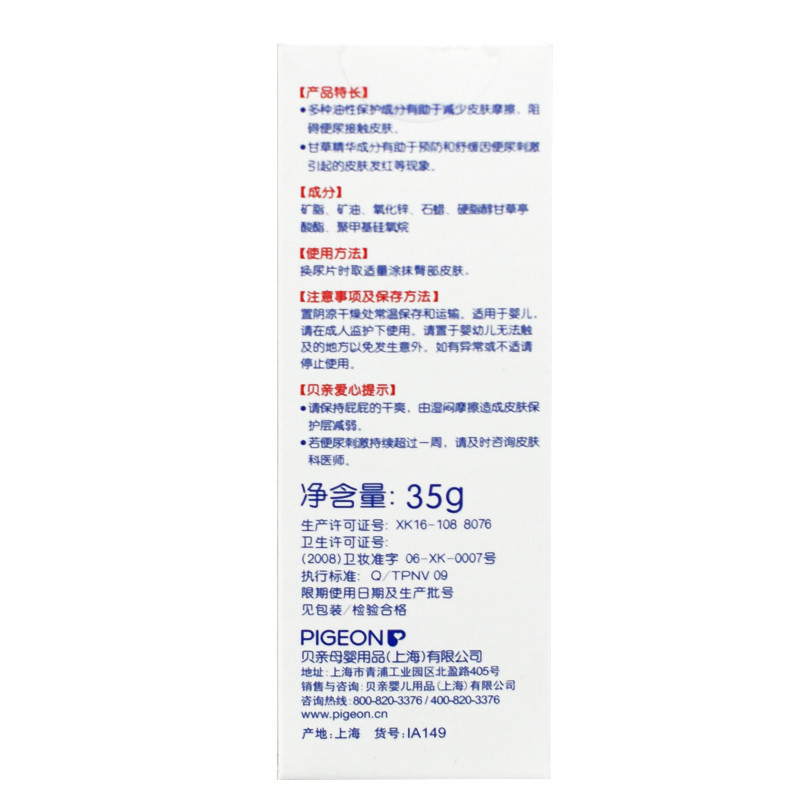 【产品特长】
•多种油性保护成分有助于减少皮肤摩擦、阻
碍便尿接触皮肤。
•甘草精华成分有助于预防和舒缓因便尿刺激
引起的皮肤发红等现象。
【成分】
矿脂、矿油、氧化锌、石蜡、硬脂醇甘草亭
酸酯、聚甲基硅氧烷
【使用方法】
换尿片时取适量涂抹臀部皮肤。
【注意事项及保存方法】
置阴凉干燥处常温保存和运输。适用于婴儿,
请在成人监护下使用。请置于婴幼儿无法触
及的地方以免发生意外。如有异常或不适请
停止使用。
【贝亲爱心提示】
•请保持屁屁的干爽，由湿闷摩擦造成皮肤保
护层减弱。
•若便尿刺激持续超过一周，请及时咨询皮肤
科医师。
净含量: 35g
生产许可证号: XK16-108 8076
卫生许可证号:
(2008)卫妆准字 06-XK-0007号
执行标准: Q/TPNV 09
限期使用日期及生产批号
见包装/检验合格
PIGEON
贝亲母婴用品(上海)有限公司
地址:上海市青浦工业园区北盈路405号
销售与咨询:贝亲婴儿用品(上海)有限公司
咨询热线:800-820-3376/400-820-3376
www.pigeon.cn
产地:上海 货号:IA149